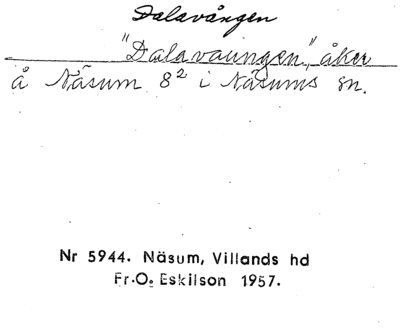 Dalavången
"Dalavaungen", åker
å Näsum 8² i Näsums sn.
Nr 5944. Näsum, Villands hd
Fr.O. Eskilson 1957.